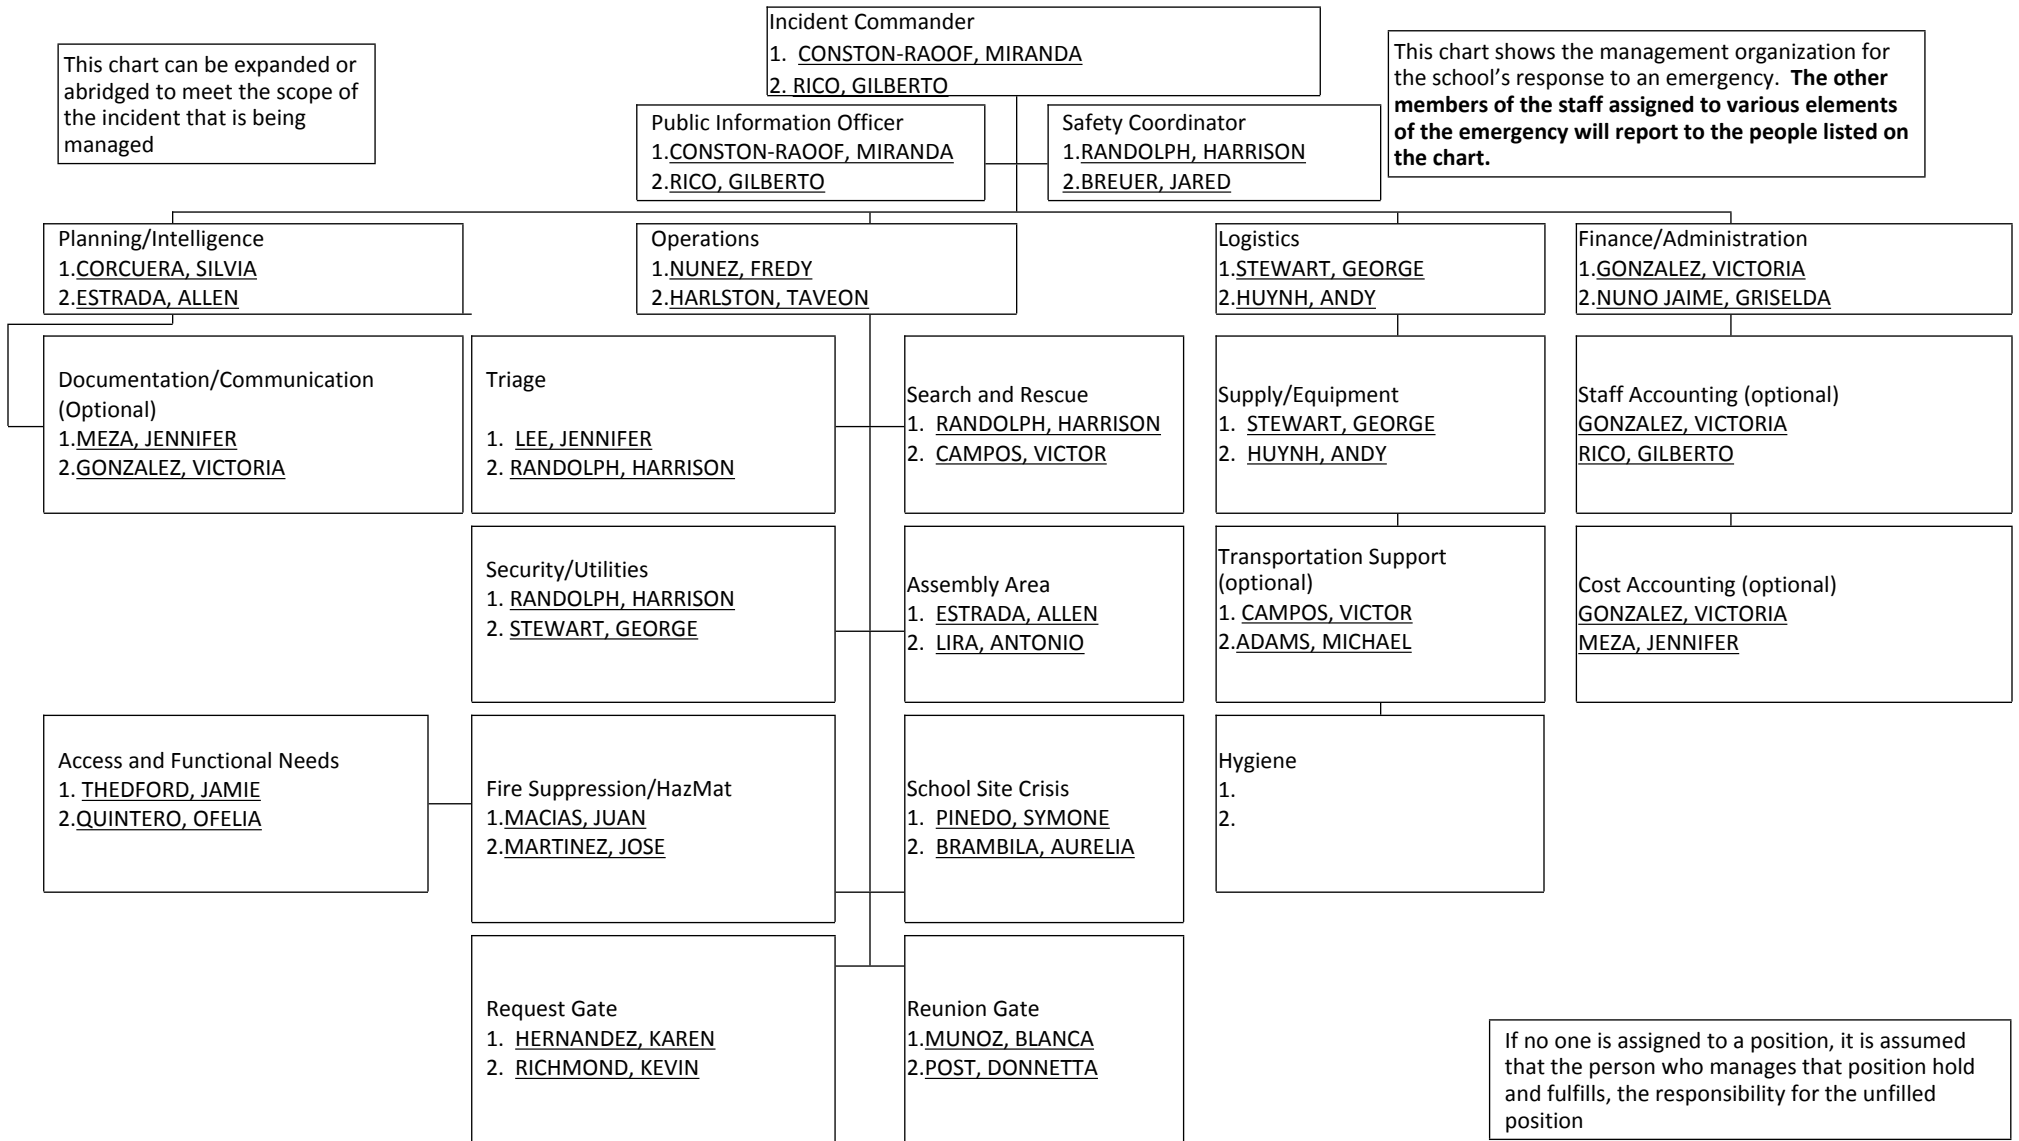 Incident Commander
1. CONSTON-RAOOF, MIRANDA
2. RICO, GILBERTO
This chart can be expanded or
abridged to meet the scope of
the incident that is being
managed
This chart shows the management organization for
the school’s response to an emergency. The other
members of the staff assigned to various elements
of the emergency will report to the people listed on
the chart.
Public Information Officer
1.CONSTON-RAOOF, MIRANDA
2.RICO, GILBERTO
Safety Coordinator
1.RANDOLPH, HARRISON
2.BREUER, JARED
Planning/Intelligence
1.CORCUERA, SILVIA
2.ESTRADA, ALLEN
Operations
1.NUNEZ, FREDY
2.HARLSTON, TAVEON
Logistics
1.STEWART, GEORGE
2.HUYNH, ANDY
Finance/Administration
1.GONZALEZ, VICTORIA
2.NUNO JAIME, GRISELDA
Documentation/Communication
(Optional)
1.MEZA, JENNIFER
2.GONZALEZ, VICTORIA
Triage
1. LEE, JENNIFER
2. RANDOLPH, HARRISON
Search and Rescue
1. RANDOLPH, HARRISON
2. CAMPOS, VICTOR
Supply/Equipment
1. STEWART, GEORGE
2. HUYNH, ANDY
Staff Accounting (optional)
GONZALEZ, VICTORIA
RICO, GILBERTO
Security/Utilities
1. RANDOLPH, HARRISON
2. STEWART, GEORGE
Assembly Area
1. ESTRADA, ALLEN
2. LIRA, ANTONIO
Transportation Support
(optional)
1. CAMPOS, VICTOR
2.ADAMS, MICHAEL
Cost Accounting (optional)
GONZALEZ, VICTORIA
MEZA, JENNIFER
Access and Functional Needs
1. THEDFORD, JAMIE
2.QUINTERO, OFELIA
Fire Suppression/HazMat
1.MACIAS, JUAN
2.MARTINEZ, JOSE
School Site Crisis
1. PINEDO, SYMONE
2. BRAMBILA, AURELIA
Hygiene
1.
2.
Request Gate
1. HERNANDEZ, KAREN
2. RICHMOND, KEVIN
Reunion Gate
1.MUNOZ, BLANCA
2.POST, DONNETTA
If no one is assigned to a position, it is assumed
that the person who manages that position hold
and fulfills, the responsibility for the unfilled
position